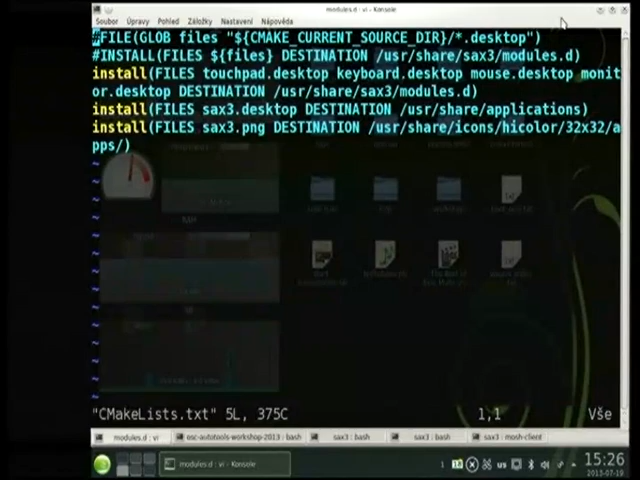 modules.d : vi - Konsole
Soubor Úpravy Pohled Záložky Nastavení Nápověda
#FILE(GLOB files "${CMAKE_CURRENT_SOURCE_DIR}/*.desktop")
#INSTALL(FILES ${files} DESTINATION /usr/share/sax3/modules.d)
install(FILES touchpad.desktop keyboard.desktop mouse.desktop monit
or.desktop DESTINATION /usr/share/sax3/modules.d)
install(FILES sax3.desktop DESTINATION /usr/share/applications)
install(FILES sax3.png DESTINATION /usr/share/icons/hicolor/32x32/a
pps/)
~
~
~
~
~
~
~
~
~
~
~
~
~
~
"CMakeLists.txt" 5L, 375C 1,1 Vše
modules.d : vi osc-autotools-workshop-2013 : bash sax3 : bash sax3 : bash sax3 : mosh-client
modules.d : vi - Konsole 1 us 15:26
2013-07-19